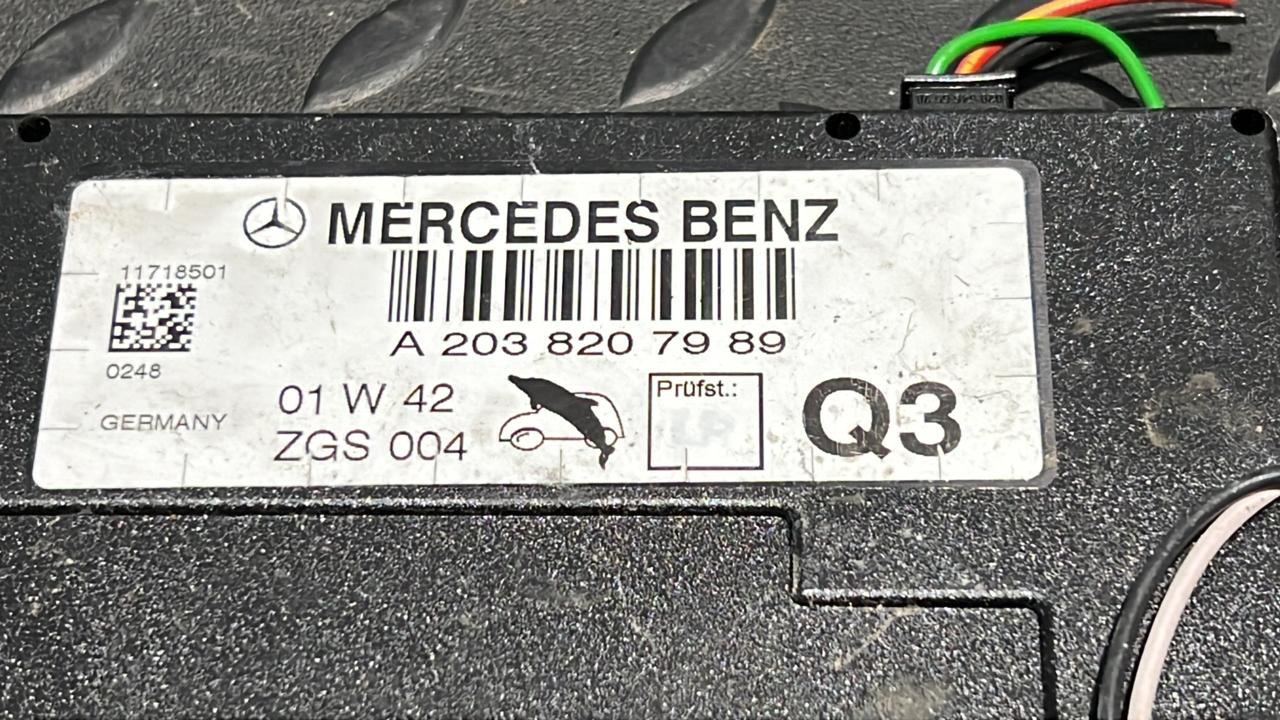 MERCEDES BENZ
11718501
A 203 820 79 89
0248
GERMANY
01 W 42
ZGS 004
Prüfst.:
Q3